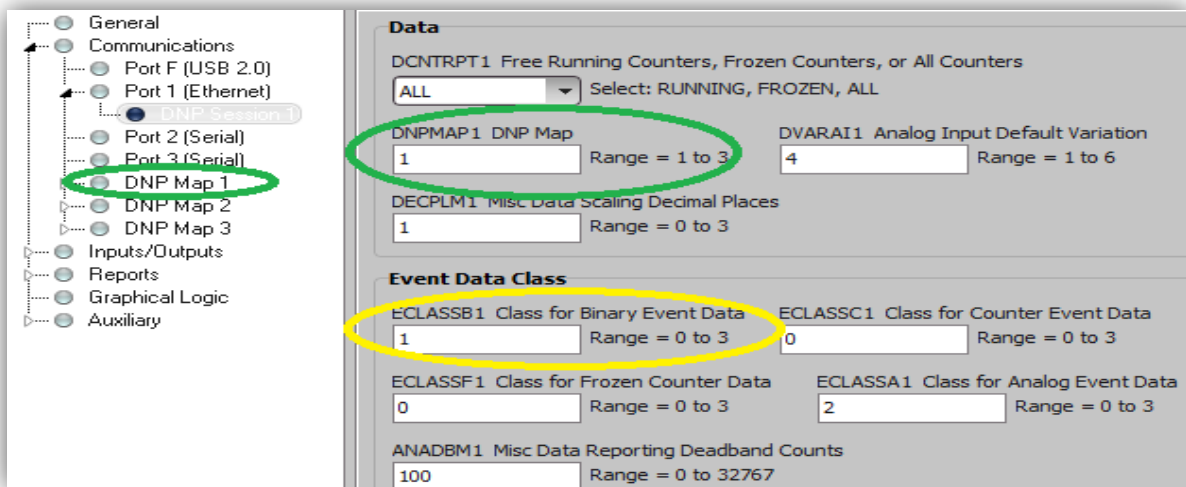 General
Communications
Port F (USB 2.0)
Port 1 (Ethernet)
DNP Session 1
Port 2 (Serial)
Port 3 (Serial)
DNP Map 1
DNP Map 2
DNP Map 3
Inputs/Outputs
Reports
Graphical Logic
Auxiliary
Data
DCNTRPT1 Free Running Counters, Frozen Counters, or All Counters
ALL Select: RUNNING, FROZEN, ALL
DNPMAP1 DNP Map DVARAI1 Analog Input Default Variation
1 Range = 1 to 3 4 Range = 1 to 6
DECPLM1 Misc Data Scaling Decimal Places
1 Range = 0 to 3
Event Data Class
ECLASSB1 Class for Binary Event Data ECLASSC1 Class for Counter Event Data
1 Range = 0 to 3 0 Range = 0 to 3
ECLASSF1 Class for Frozen Counter Data ECLASSA1 Class for Analog Event Data
0 Range = 0 to 3 2 Range = 0 to 3
ANADBM1 Misc Data Reporting Deadband Counts
100 Range = 0 to 32767